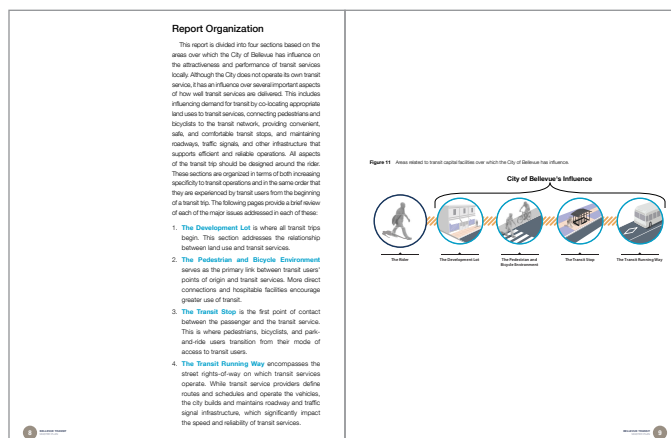 Report Organization
This report is divided into four sections based on the
areas over which the City of Bellevue has influence on
the attractiveness and performance of transit services
locally. Although the City does not operate its own transit
service, it has an influence over several important aspects
of how well transit services are delivered. This includes
influencing demand for transit by co-locating appropriate
land uses to transit services, connecting pedestrians and
bicyclists to the transit network, providing convenient,
safe, and comfortable transit stops, and maintaining
roadways, traffic signals, and other infrastructure that
supports efficient and reliable operations. All aspects
of the transit trip should be designed around the rider.
These sections are organized in terms of both increasing
specificity to transit operations and in the same order that
they are experienced by transit users from the beginning
of a transit trip. The following pages provide a brief review
of each of the major issues addressed in each of these:
1. The Development Lot is where all transit trips
begin. This section addresses the relationship
between land use and transit services.
2. The Pedestrian and Bicycle Environment
serves as the primary link between transit users'
points of origin and transit services. More direct
connections and hospitable facilities encourage
greater use of transit.
3. The Transit Stop is the first point of contact
between the passenger and the transit service.
This is where pedestrians, bicyclists, and park-
and-ride users transition from their mode of
access to transit users.
4. The Transit Running Way encompasses the
street rights-of-way on which transit services
operate. While transit service providers define
routes and schedules and operate the vehicles,
the city builds and maintains roadway and traffic
signal infrastructure, which significantly impact
the speed and reliability of transit services.
8 BELLEVUE TRANSIT
Figure 11 Areas related to transit capital facilities over which the City of Bellevue has influence.
City of Bellevue's Influence
The Rider
The Development Lot
The Pedestrian and
Bicycle Environment
The Transit Stop
The Transit Running Way
BELLEVUE TRANSIT 9